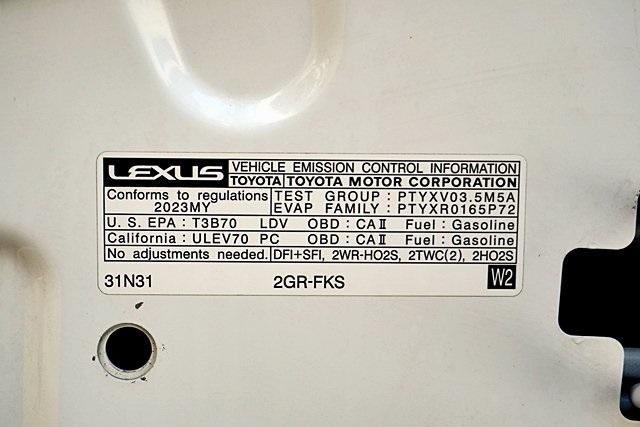 LEXUS VEHICLE EMISSION CONTROL INFORMATION
TOYOTA TOYOTA MOTOR CORPORATION
Conforms to regulations TEST GROUP : PTYXV03.5M5A
2023MY EVAP FAMILY : PTYXR0165P72
U. S. EPA : T3B70 LDV OBD : CAⅡ Fuel : Gasoline
California : ULEV70 PC OBD : CAⅡ Fuel : Gasoline
No adjustments needed. DFI+SFI, 2WR-HO2S, 2TWC(2), 2HO2S
31N31 2GR-FKS W2